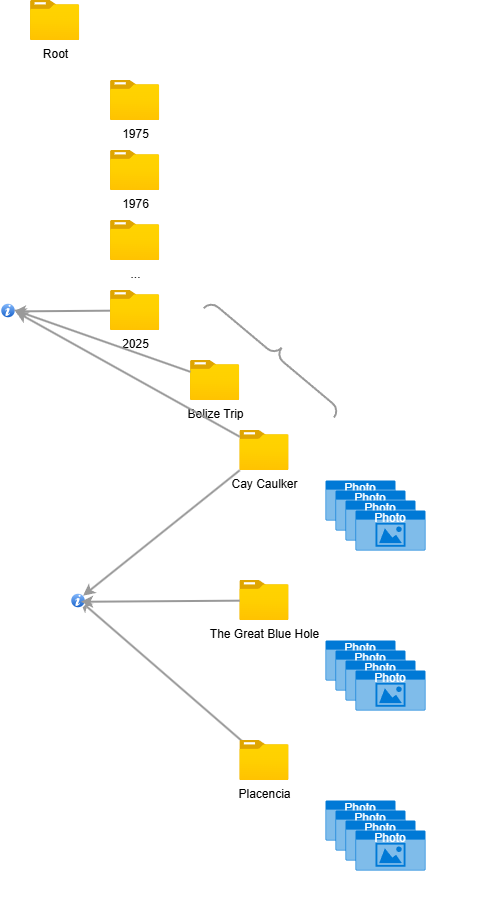 Root
1975
1976
...
2025
Belize Trip
Cay Caulker
Photo
Photo
Photo
Photo
The Great Blue Hole
Photo
Photo
Photo
Photo
Placencia
Photo
Photo
Photo
Photo